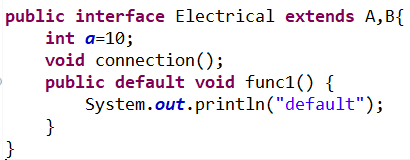 public interface Electrical extends A,B{
    int a=10;
    void connection();
    public default void func1() {
        System.out.println("default");
    }
}